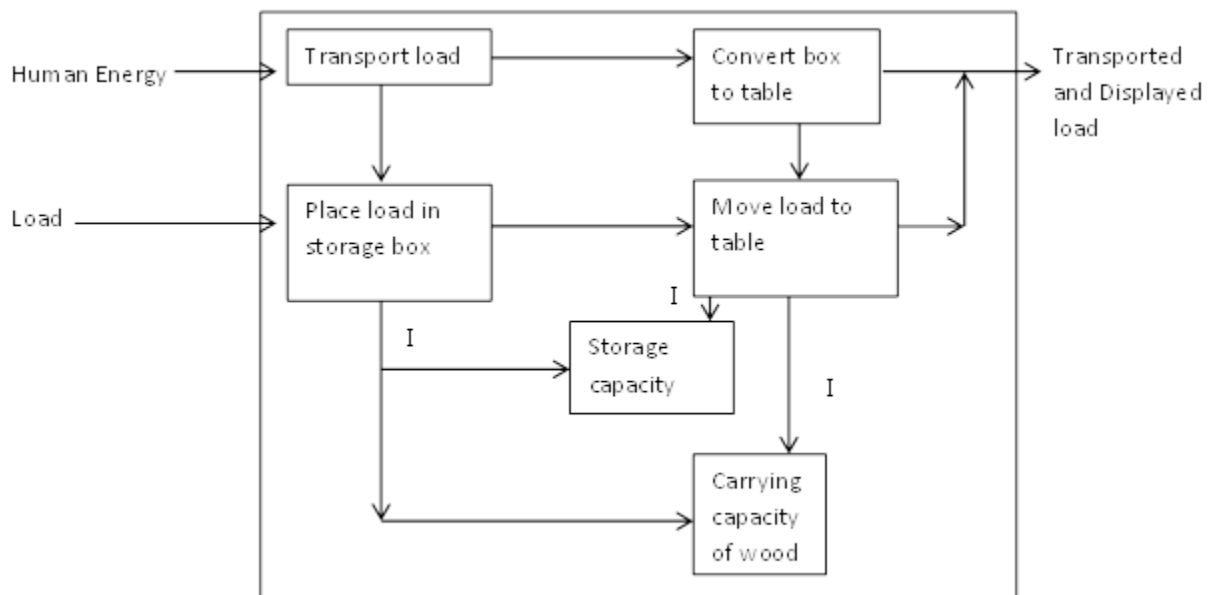 Human Energy
Transport load
Convert box
to table
Transported
and Displayed
load
Load
Place load in
storage box
Move load to
table
I
I
Storage
capacity
I
Carrying
capacity
of wood